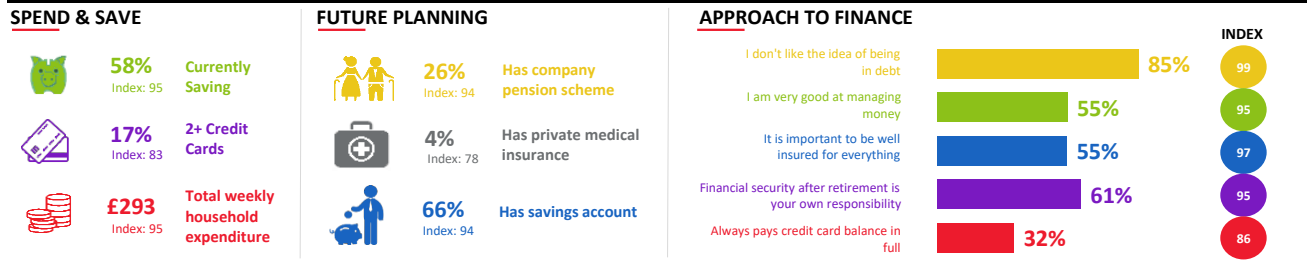 SPEND & SAVE
58%
Index: 95
Currently
Saving
17%
Index: 83
2+ Credit
Cards
£293
Index: 95
Total weekly
household
expenditure
FUTURE PLANNING
26%
Index: 94
Has company
pension scheme
4%
Index: 78
Has private medical
insurance
66%
Index: 94
Has savings account
APPROACH TO FINANCE
INDEX
I don't like the idea of being
in debt
85%
99
I am very good at managing
money
55%
95
It is important to be well
insured for everything
55%
97
Financial security after retirement is
your own responsibility
61%
95
Always pays credit card balance in
full
32%
86